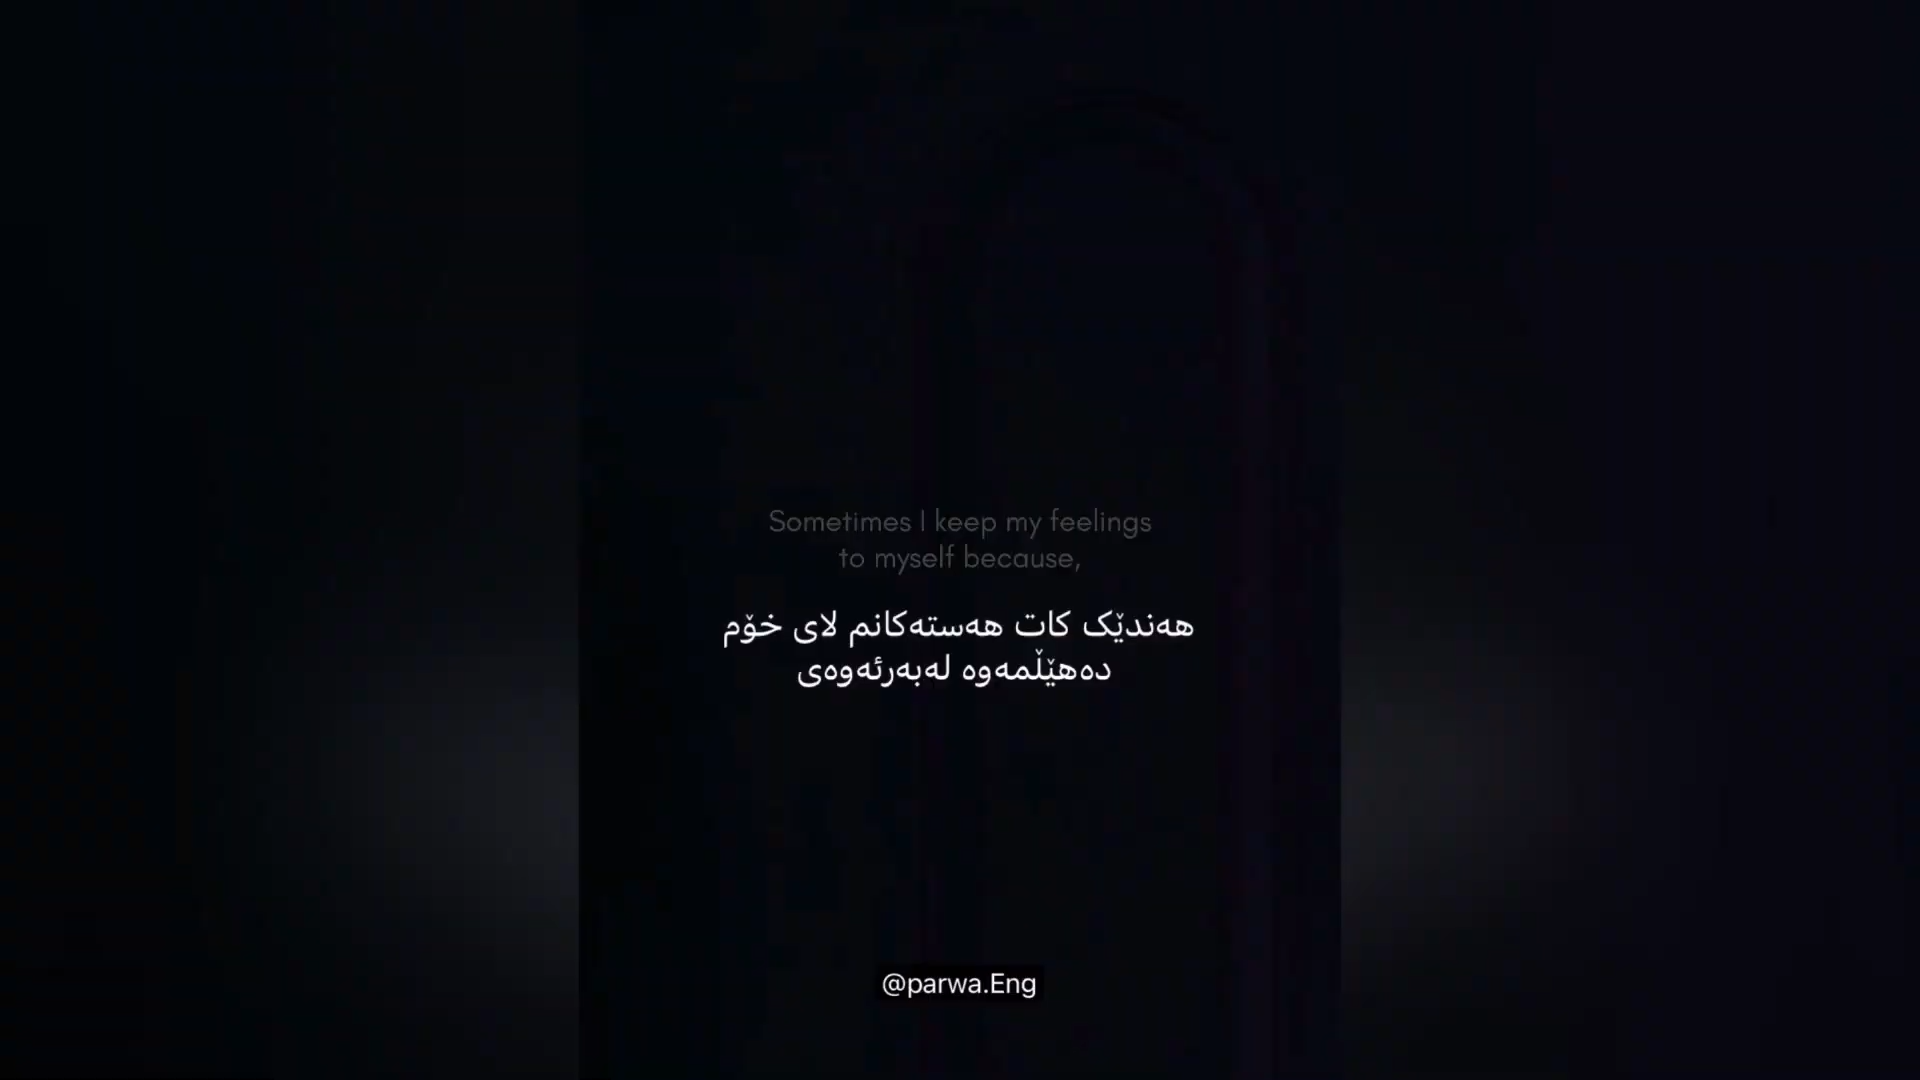 Sometimes I keep my feelings
to myself because,
هەندێک کات هەستەکانم لای خۆم
دەهێڵمەوە لەبەرئەوەی
@parwa.Eng